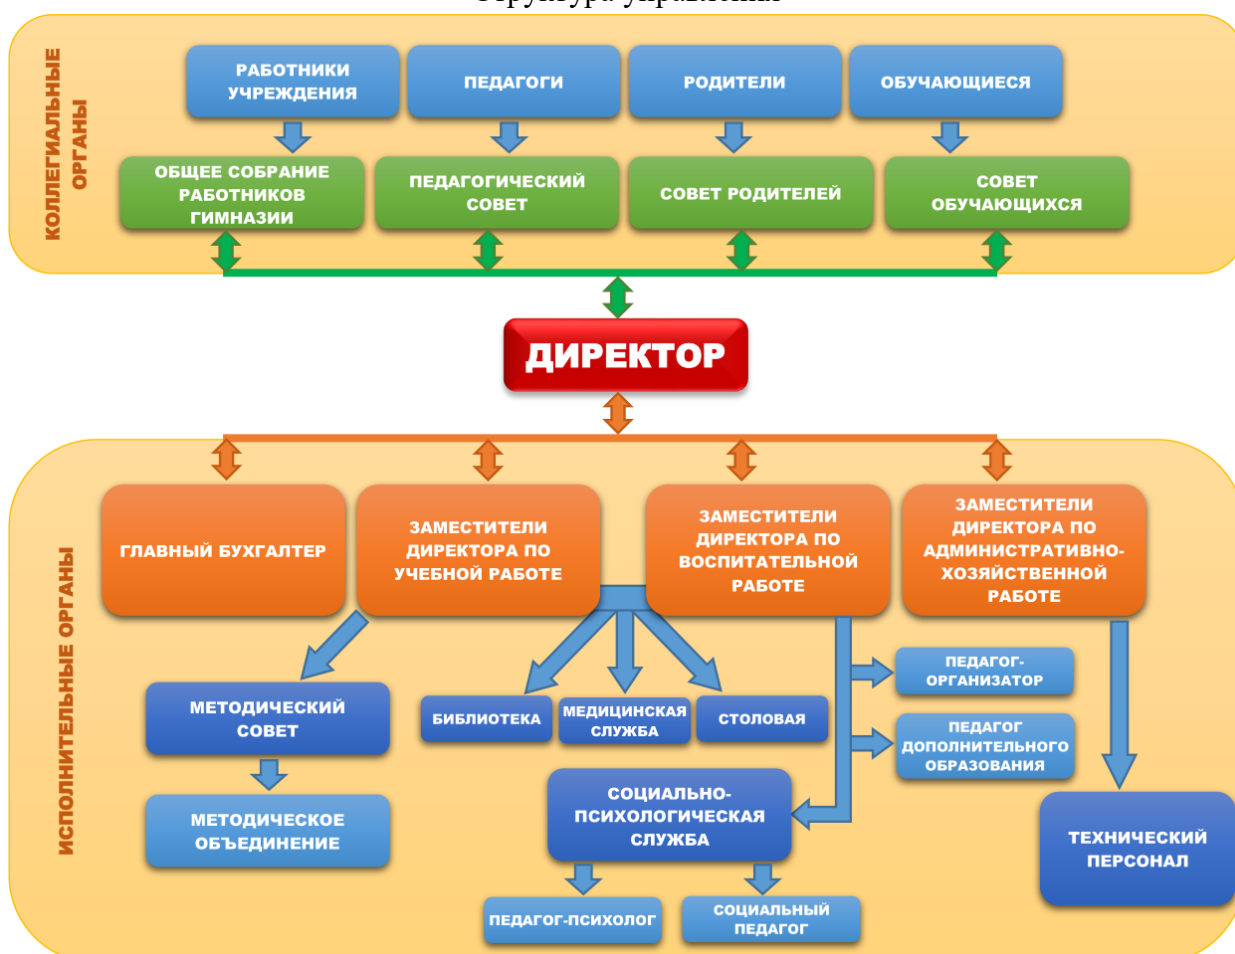 Структура управления
КОЛЛЕГИАЛЬНЫЕ
ОРГАНЫ
РАБОТНИКИ
УЧРЕЖДЕНИЯ
ПЕДАГОГИ
РОДИТЕЛИ
ОБУЧАЮЩИЕСЯ
ОБЩЕЕ СОБРАНИЕ
РАБОТНИКОВ
ГИМНАЗИИ
ПЕДАГОГИЧЕСКИЙ
СОВЕТ
СОВЕТ РОДИТЕЛЕЙ
СОВЕТ
ОБУЧАЮЩИХСЯ
ДИРЕКТОР
ИСПОЛНИТЕЛЬНЫЕ ОРГАНЫ
ГЛАВНЫЙ БУХГАЛТЕР
ЗАМЕСТИТЕЛИ
ДИРЕКТОРА ПО
УЧЕБНОЙ РАБОТЕ
ЗАМЕСТИТЕЛИ
ДИРЕКТОРА ПО
ВОСПИТАТЕЛЬНОЙ
РАБОТЕ
ЗАМЕСТИТЕЛИ
ДИРЕКТОРА ПО
АДМИНИСТРАТИВНО-
ХОЗЯЙСТВЕННОЙ
РАБОТЕ
МЕТОДИЧЕСКИЙ
СОВЕТ
БИБЛИОТЕКА
МЕДИЦИНСКАЯ
СЛУЖБА
СТОЛОВАЯ
ПЕДАГОГ-
ОРГАНИЗАТОР
ПЕДАГОГ
ДОПОЛНИТЕЛЬНОГО
ОБРАЗОВАНИЯ
МЕТОДИЧЕСКОЕ
ОБЪЕДИНЕНИЕ
СОЦИАЛЬНО-
ПСИХОЛОГИЧЕСКАЯ
СЛУЖБА
ТЕХНИЧЕСКИЙ
ПЕРСОНАЛ
ПЕДАГОГ-ПСИХОЛОГ
СОЦИАЛЬНЫЙ
ПЕДАГОГ